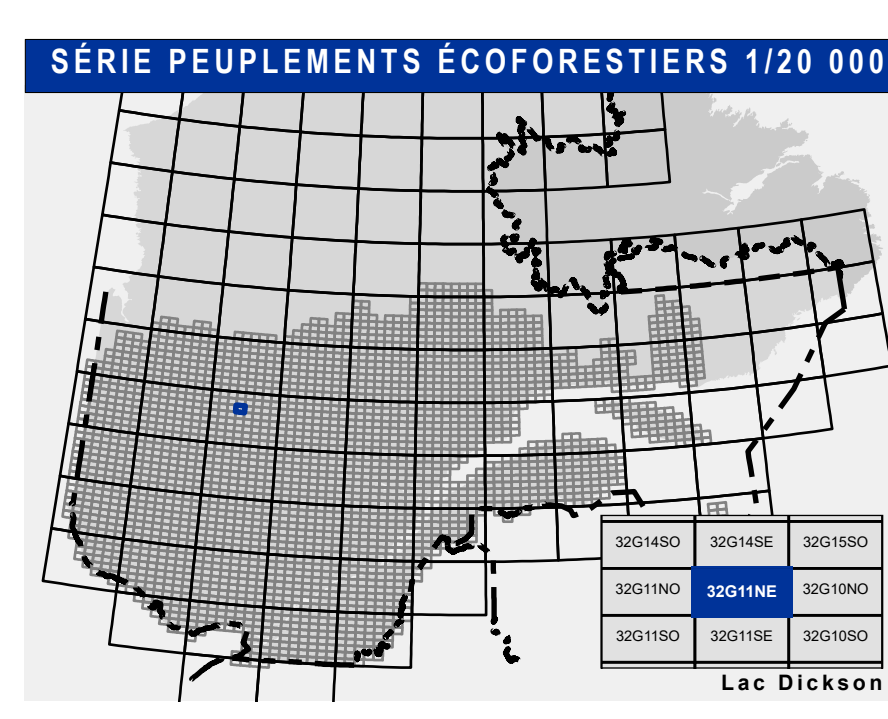 SÉRIE PEUPLEMENTS ÉCOFORESTIERS 1/20 000
32G14SO 32G14SE 32G15SO
32G11NO 32G11NE 32G10NO
32G11SO 32G11SE 32G10SO
Lac Dickson